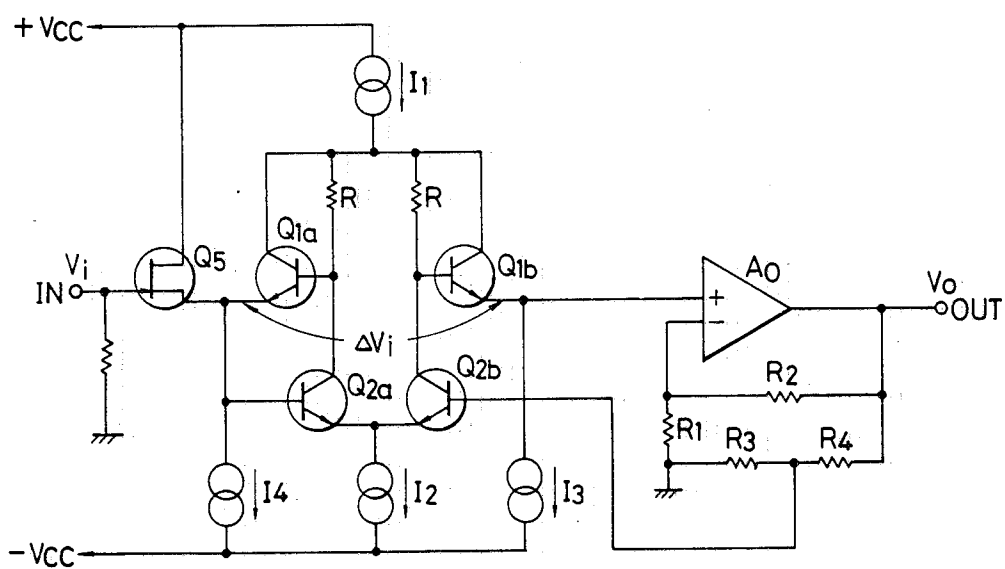 +VCC
I1
R
R
Q1a
Q1b
Q5
Vi
IN
A0
+
−
Vo
OUT
ΔVi
Q2a
Q2b
R2
R1
R3
R4
I4
I2
I3
−VCC